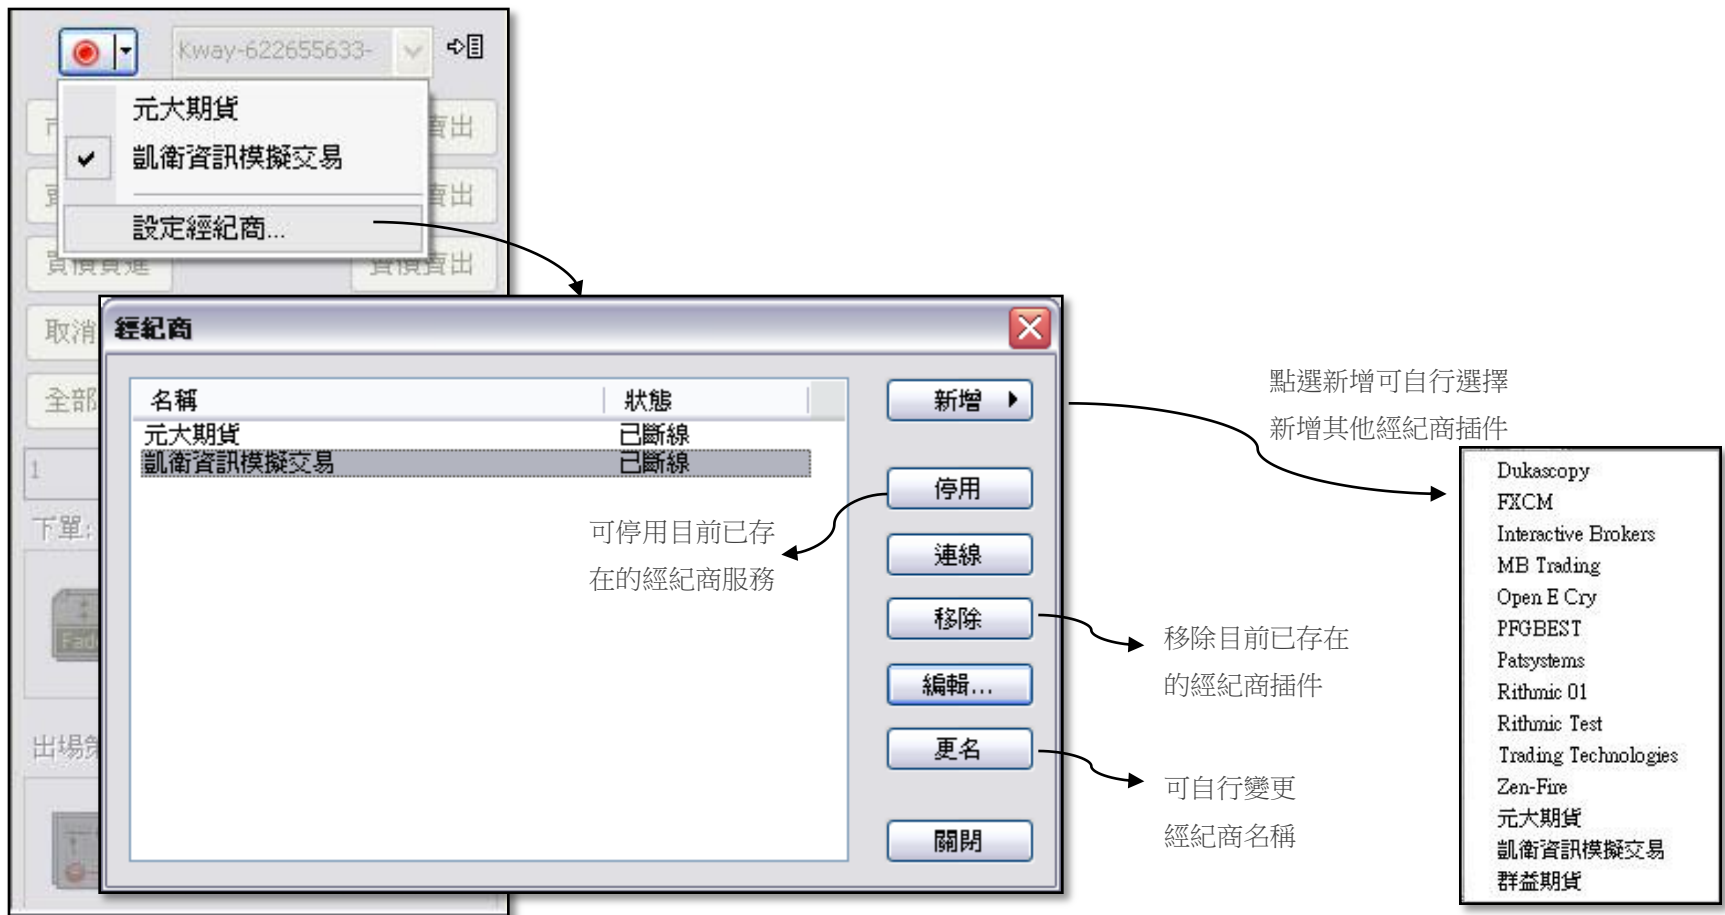 Kway-622655633-
元大期貨
凱衛資訊模擬交易
設定經紀商...
賣出
賣出
買價買進
賣價賣出
取消
全部
1
下單:
Fade
出場策
經紀商
名稱
狀態
元大期貨
已斷線
凱衛資訊模擬交易
已斷線
新增
停用
連線
移除
編輯...
更名
關閉
可停用目前已存
在的經紀商服務
點選新增可自行選擇
新增其他經紀商插件
移除目前已存在
的經紀商插件
可自行變更
經紀商名稱
Dukascopy
FXCM
Interactive Brokers
MB Trading
Open E Cry
PFGBEST
Patsystems
Rithmic 01
Rithmic Test
Trading Technologies
Zen-Fire
元大期貨
凱衛資訊模擬交易
群益期貨